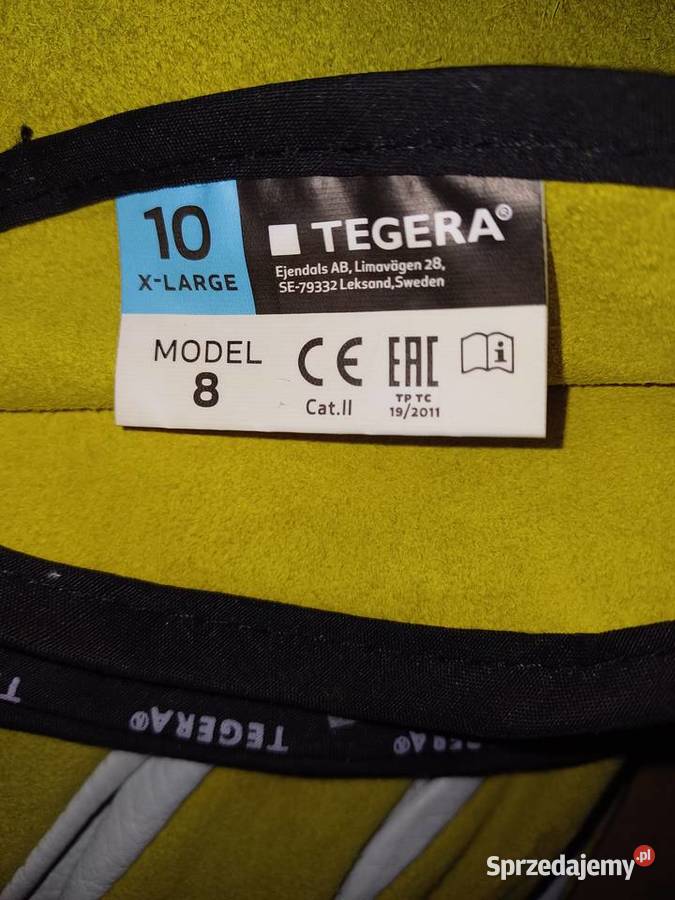 10
X-LARGE
TEGERA®
Ejendals AB, Limavägen 28,
SE-79332 Leksand, Sweden
MODEL
8
CE
Cat.II
EAC
TP TC
19/2011
i
TEGERA®
Sprzedajemy.pl